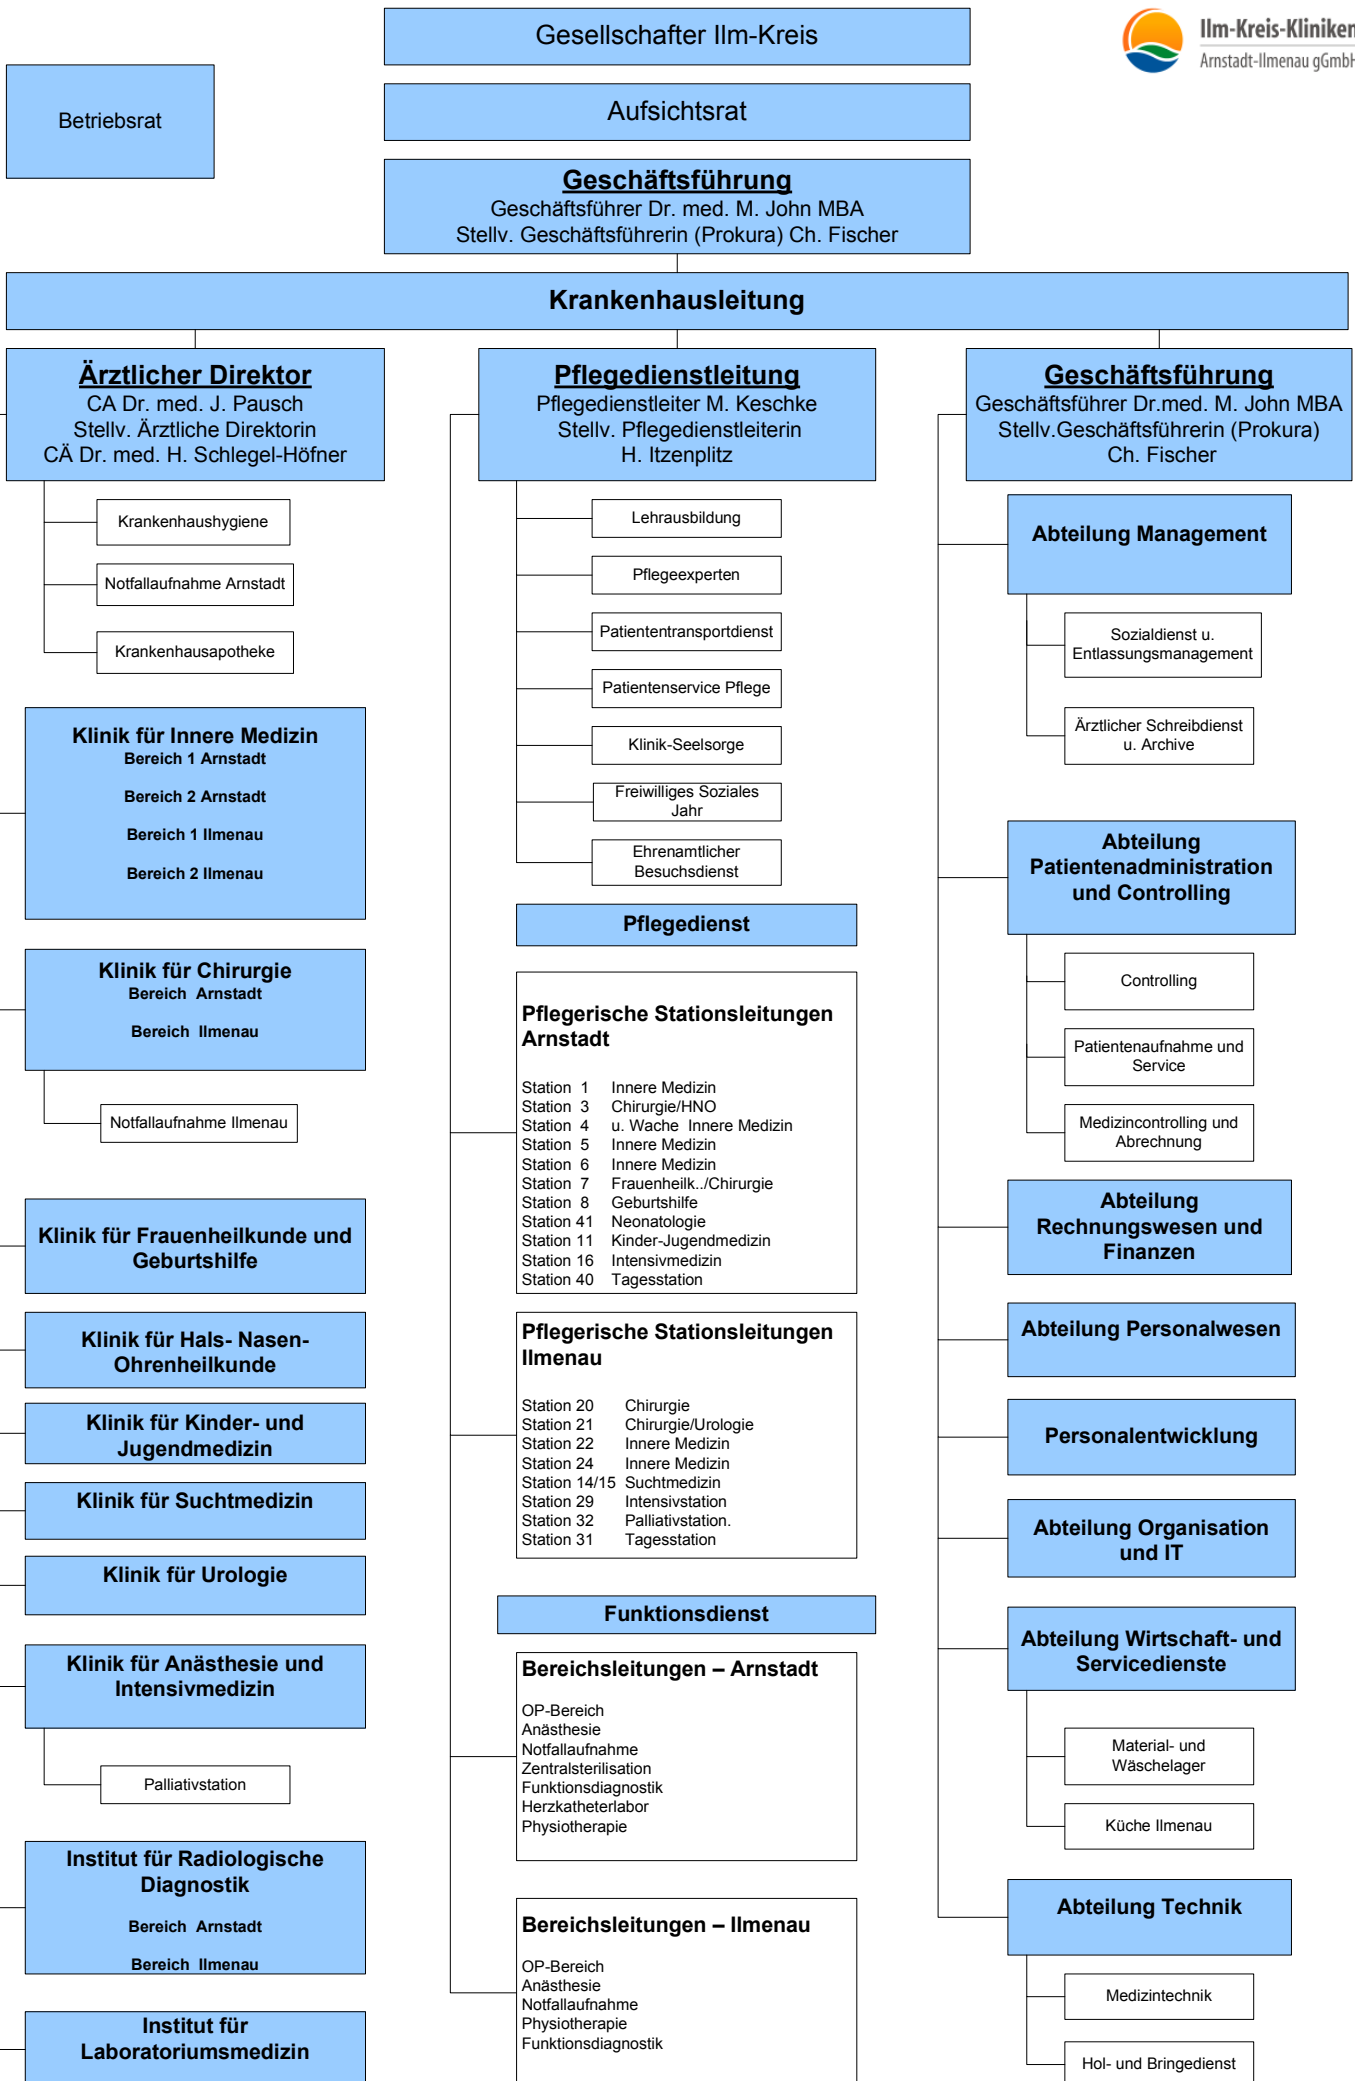 Gesellschafter Ilm-Kreis
Ilm-Kreis-Kliniken
Arnstadt-Ilmenau gGmbH
Betriebsrat
Aufsichtsrat
Geschäftsführung
Geschäftsführer Dr. med. M. John MBA
Stellv. Geschäftsführerin (Prokura) Ch. Fischer
Krankenhausleitung
Ärztlicher Direktor
CA Dr. med. J. Pausch
Stellv. Ärztliche Direktorin
CÄ Dr. med. H. Schlegel-Höfner
Krankenhaushygiene
Notfallaufnahme Arnstadt
Krankenhausapotheke
Klinik für Innere Medizin
Bereich 1 Arnstadt
Bereich 2 Arnstadt
Bereich 1 Ilmenau
Bereich 2 Ilmenau
Klinik für Chirurgie
Bereich  Arnstadt
Bereich  Ilmenau
Notfallaufnahme Ilmenau
Klinik für Frauenheilkunde und
Geburtshilfe
Klinik für Hals- Nasen-
Ohrenheilkunde
Klinik für Kinder- und
Jugendmedizin
Klinik für Suchtmedizin
Klinik für Urologie
Klinik für Anästhesie und
Intensivmedizin
Palliativstation
Institut für Radiologische
Diagnostik
Bereich  Arnstadt
Bereich  Ilmenau
Institut für
Laboratoriumsmedizin
Pflegedienstleitung
Pflegedienstleiter M. Keschke
Stellv. Pflegedienstleiterin
H. Itzenplitz
Lehrausbildung
Pflegeexperten
Patiententransportdienst
Patientenservice Pflege
Klinik-Seelsorge
Freiwilliges Soziales
Jahr
Ehrenamtlicher
Besuchsdienst
Pflegedienst
Pflegerische Stationsleitungen
Arnstadt
Station  1  Innere Medizin
Station  3  Chirurgie/HNO
Station  4  u. Wache  Innere Medizin
Station  5  Innere Medizin
Station  6  Innere Medizin
Station  7  Frauenheilk../Chirurgie
Station  8  Geburtshilfe
Station 41  Neonatologie
Station 11  Kinder-Jugendmedizin
Station 16  Intensivmedizin
Station 40  Tagesstation
Pflegerische Stationsleitungen
Ilmenau
Station 20  Chirurgie
Station 21  Chirurgie/Urologie
Station 22  Innere Medizin
Station 24  Innere Medizin
Station 14/15  Suchtmedizin
Station 29  Intensivstation
Station 32  Palliativstation.
Station 31  Tagesstation
Funktionsdienst
Bereichsleitungen – Arnstadt
OP-Bereich
Anästhesie
Notfallaufnahme
Zentralsterilisation
Funktionsdiagnostik
Herzkatheterlabor
Physiotherapie
Bereichsleitungen – Ilmenau
OP-Bereich
Anästhesie
Notfallaufnahme
Physiotherapie
Funktionsdiagnostik
Geschäftsführung
Geschäftsführer Dr.med. M. John MBA
Stellv.Geschäftsführerin (Prokura)
Ch. Fischer
Abteilung Management
Sozialdienst u.
Entlassungsmanagement
Ärztlicher Schreibdienst
u. Archive
Abteilung
Patientenadministration
und Controlling
Controlling
Patientenaufnahme und
Service
Medizincontrolling und
Abrechnung
Abteilung
Rechnungswesen und
Finanzen
Abteilung Personalwesen
Personalentwicklung
Abteilung Organisation
und IT
Abteilung Wirtschaft- und
Servicedienste
Material- und
Wäschelager
Küche Ilmenau
Abteilung Technik
Medizintechnik
Hol- und Bringedienst